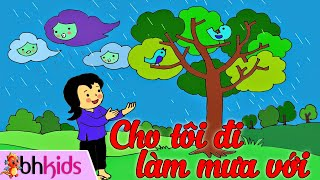 Cho tôi đi
làm mưa với
bhkids